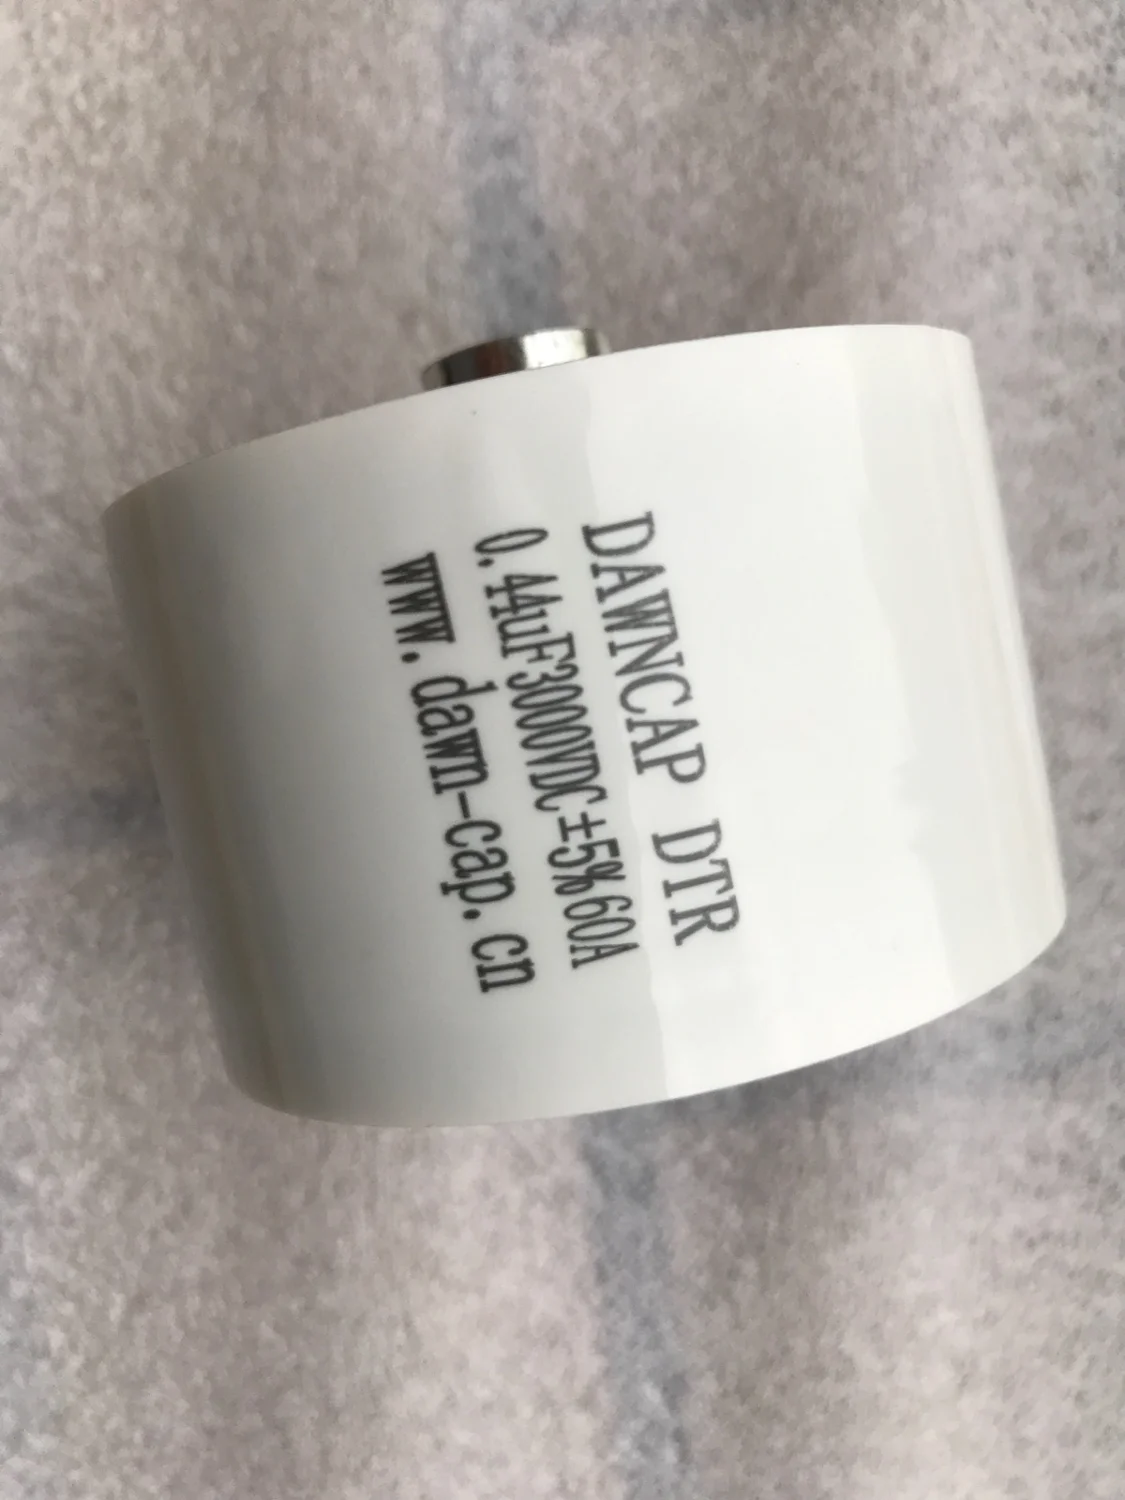 DAWNCAP DTR
0.44uF3000VDC±5%60A
www.dawn-cap.cn